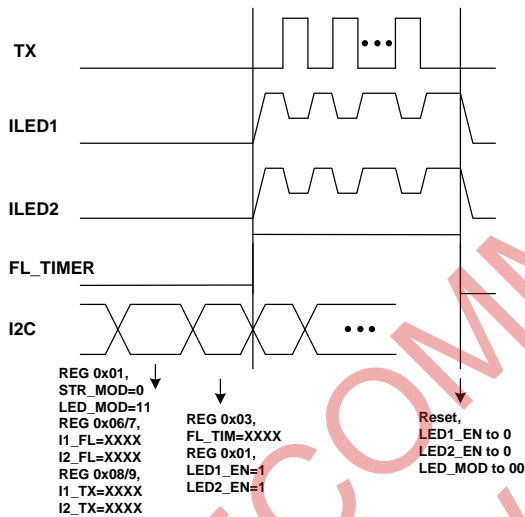 TX
ILED1
ILED2
FL_TIMER
I2C
REG 0x01,
STR_MOD=0
LED_MOD=11
REG 0x06/7,
I1_FL=XXXX
I2_FL=XXXX
REG 0x08/9,
I1_TX=XXXX
I2_TX=XXXX
REG 0x03,
FL_TIM=XXXX
REG 0x01,
LED1_EN=1
LED2_EN=1
Reset,
LED1_EN to 0
LED2_EN to 0
LED_MOD to 00